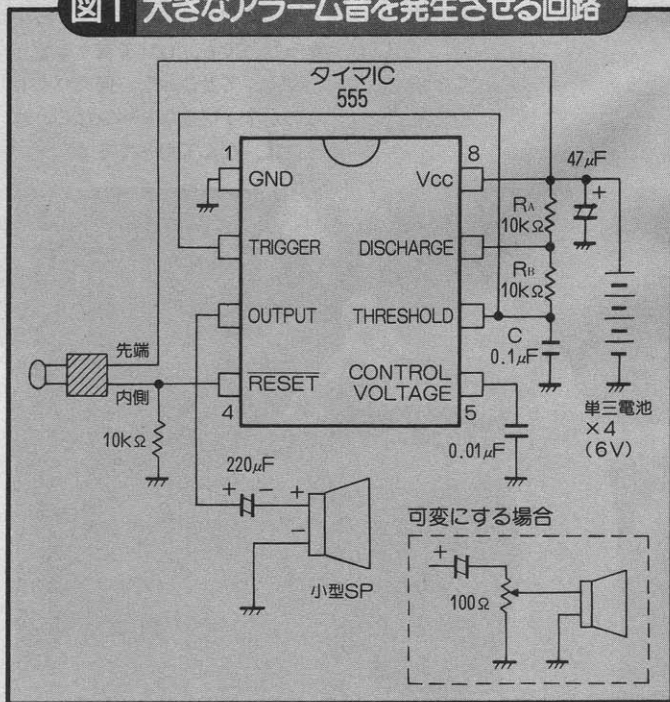 図1 大きなアラーム音を発生させる回路
タイマIC
555
1
8
47μF
GND
Vcc
+
RA
10kΩ
TRIGGER
DISCHARGE
RB
10kΩ
OUTPUT
THRESHOLD
C
0.1μF
先端
RESET
CONTROL
VOLTAGE
内側
4
5
単三電池
×4
(6V)
10kΩ
0.01μF
220μF
+ − +
−
小型SP
可変にする場合
+
100Ω